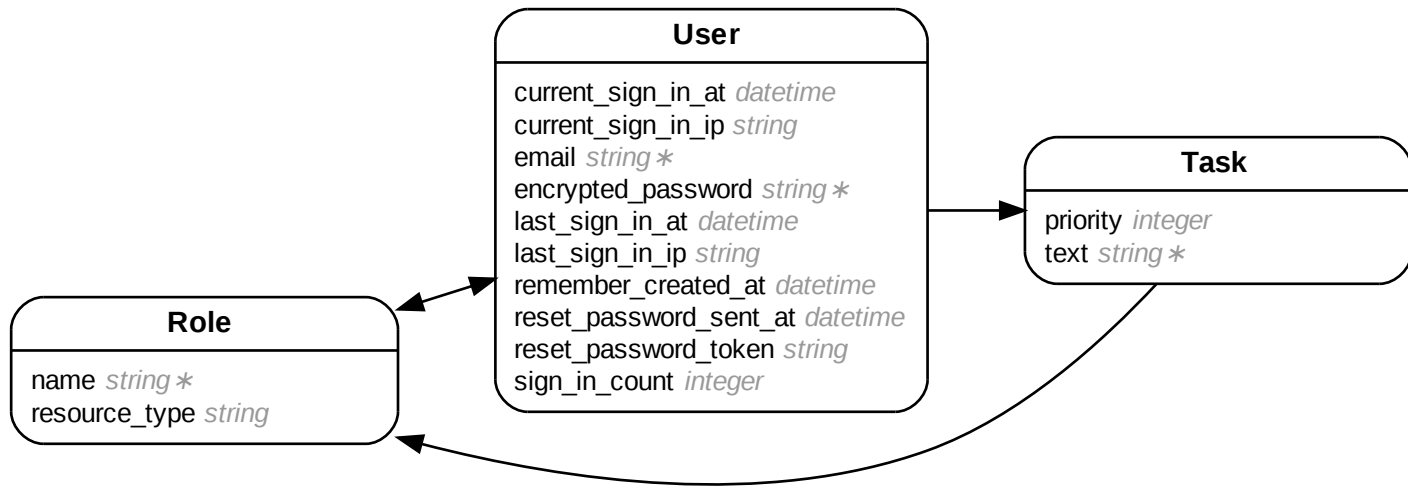 User
current_sign_in_at datetime
current_sign_in_ip string
email string ∗
encrypted_password string ∗
last_sign_in_at datetime
last_sign_in_ip string
remember_created_at datetime
reset_password_sent_at datetime
reset_password_token string
sign_in_count integer
Task
priority integer
text string ∗
Role
name string ∗
resource_type string